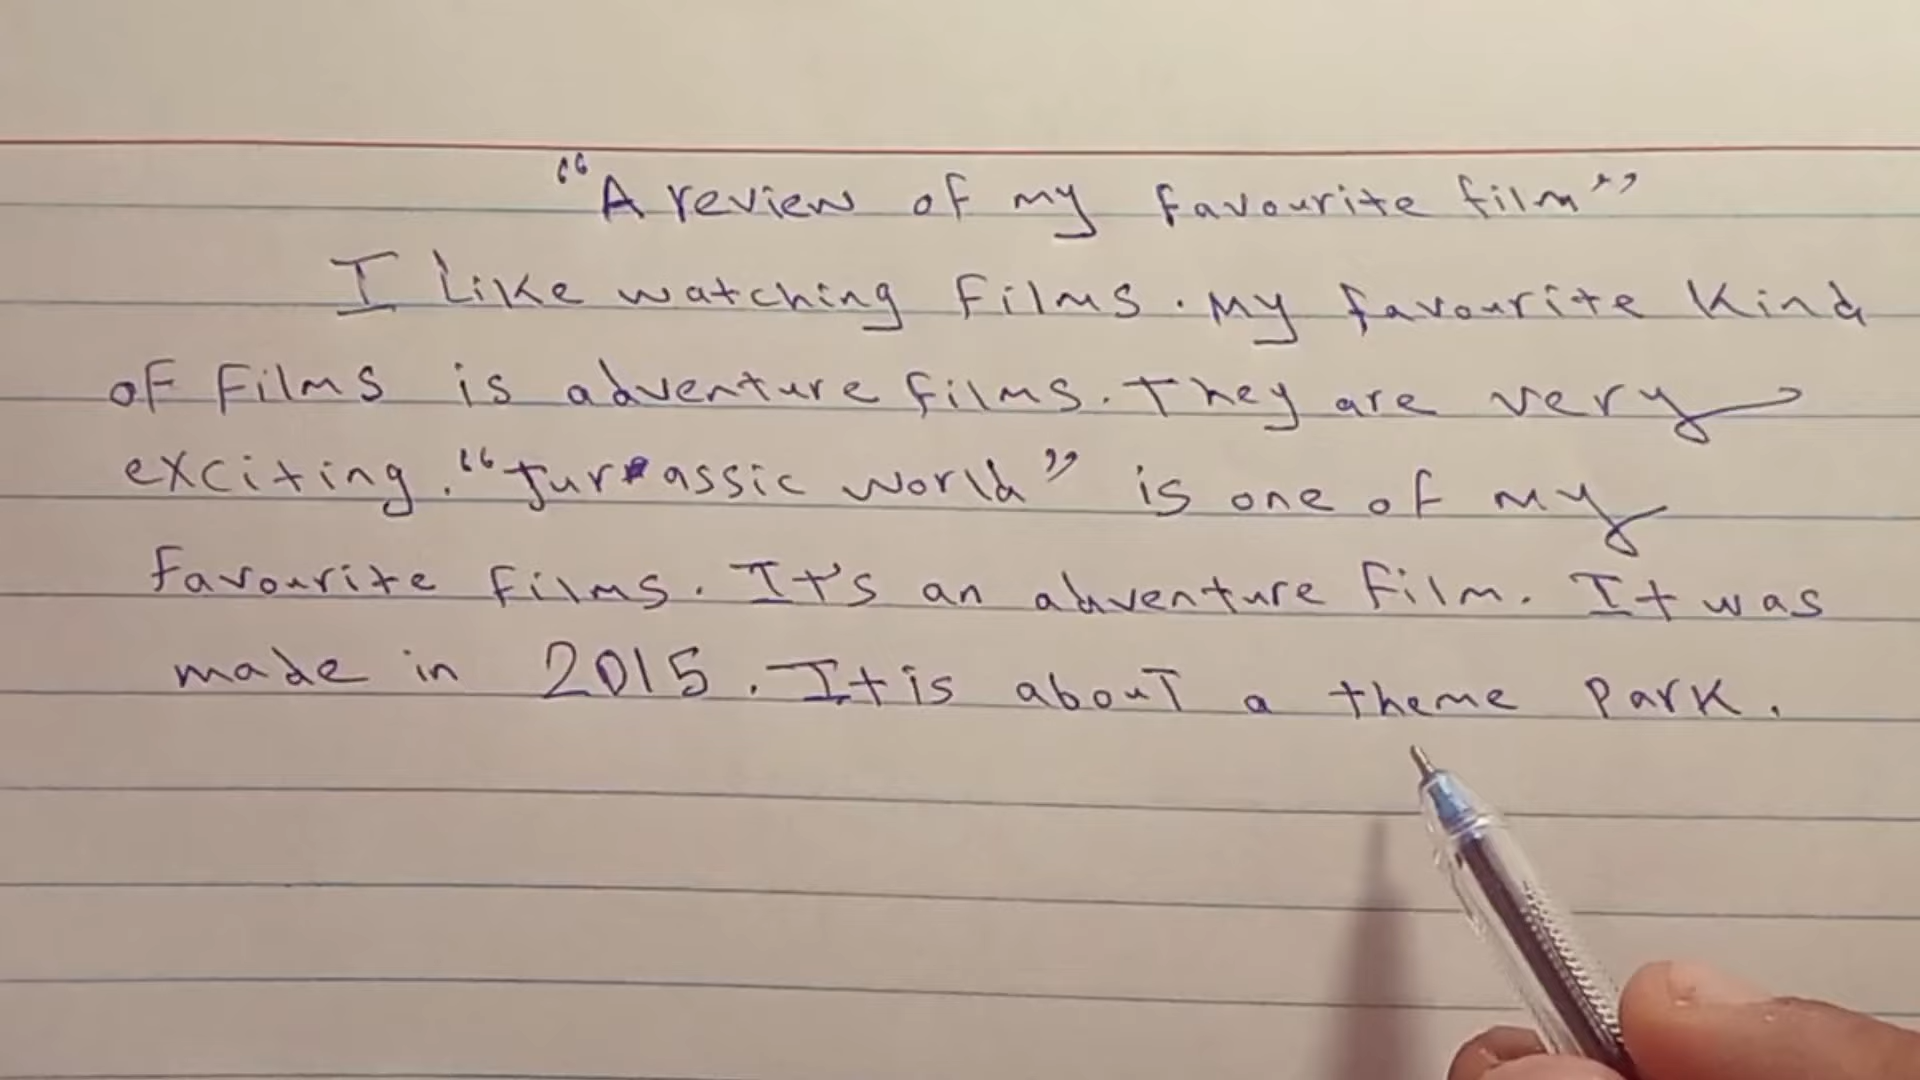 "A review of my favourite film"
I like watching films. My favourite kind
of films is adventure films. They are very
exciting. "Jurassic world" is one of my
favourite films. It's an adventure film. It was
made in 2015. It is about a theme park.